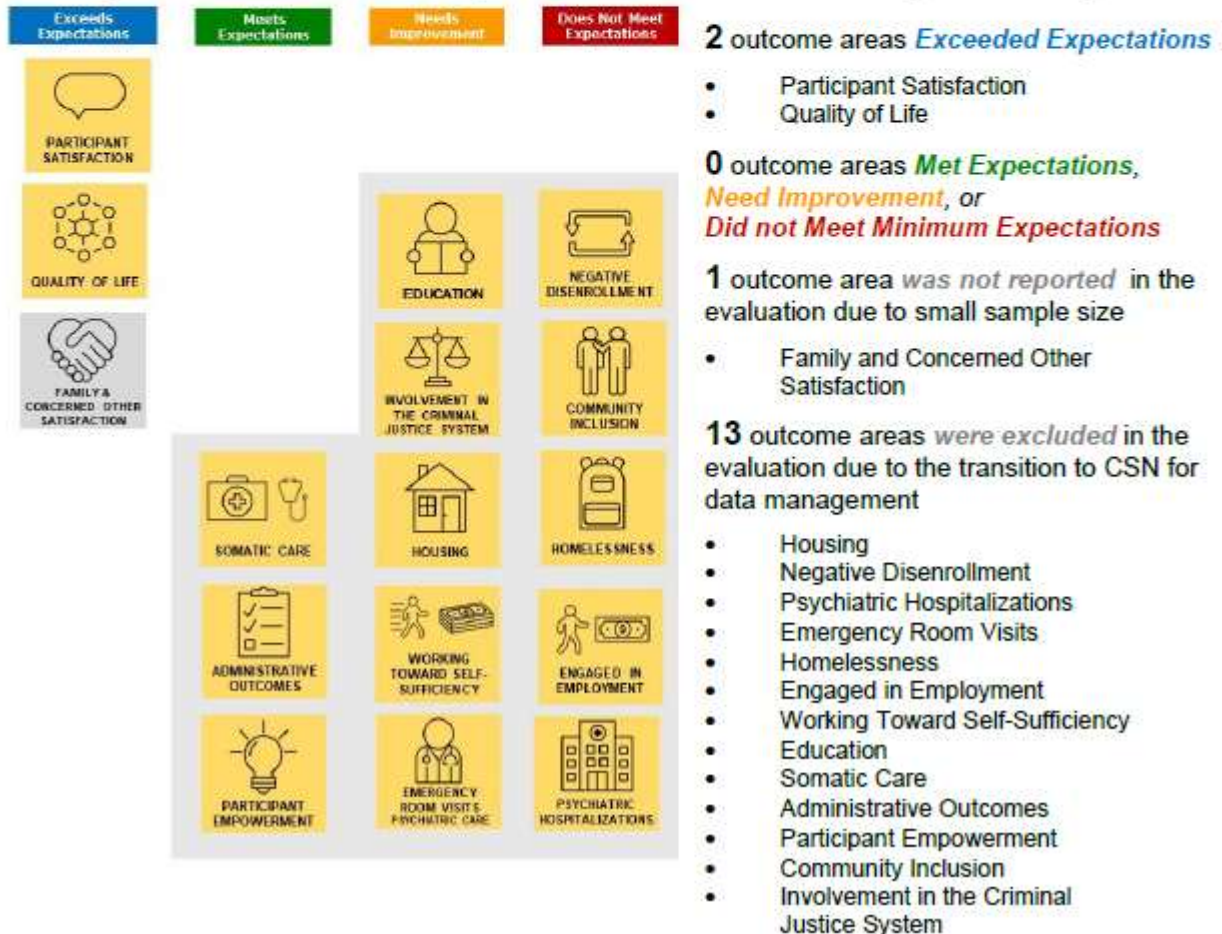 Exceeds
Expectations
Meets
Expectations
Needs
Improvement
Does Not Meet
Expectations
PARTICIPANT
SATISFACTION
QUALITY OF LIFE
FAMILY &
CONCERNED OTHER
SATISFACTION
SOMATIC CARE
ADMINISTRATIVE
OUTCOMES
PARTICIPANT
EMPOWERMENT
EDUCATION
INVOLVEMENT IN
THE CRIMINAL
JUSTICE SYSTEM
HOUSING
WORKING
TOWARD SELF-
SUFFICIENCY
EMERGENCY
ROOM VISITS
PSYCHIATRIC CARE
NEGATIVE
DISENROLLMENT
COMMUNITY
INCLUSION
HOMELESSNESS
ENGAGED IN
EMPLOYMENT
PSYCHIATRIC
HOSPITALIZATIONS
2 outcome areas Exceeded Expectations
• Participant Satisfaction
• Quality of Life
0 outcome areas Met Expectations,
Need Improvement, or
Did not Meet Minimum Expectations
1 outcome area was not reported in the
evaluation due to small sample size
• Family and Concerned Other
Satisfaction
13 outcome areas were excluded in the
evaluation due to the transition to CSN for
data management
• Housing
• Negative Disenrollment
• Psychiatric Hospitalizations
• Emergency Room Visits
• Homelessness
• Engaged in Employment
• Working Toward Self-Sufficiency
• Education
• Somatic Care
• Administrative Outcomes
• Participant Empowerment
• Community Inclusion
• Involvement in the Criminal
Justice System